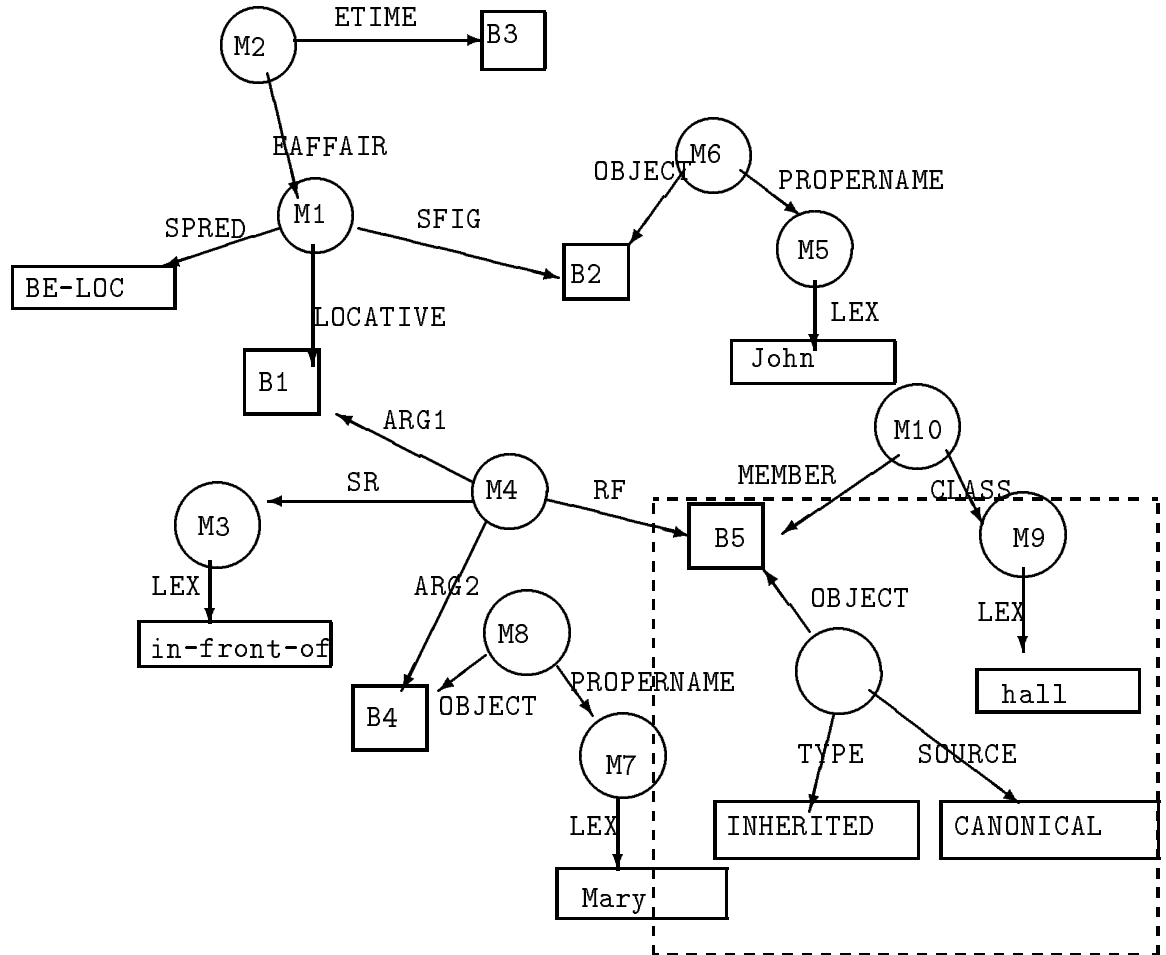 ETIME
M2
B3
EAFFAIR
M6
OBJECT
PROPERNAME
M1
SPRED
SFIG
M5
B2
BE-LOC
LOCATIVE
LEX
John
B1
ARG1
M10
MEMBER
SR
M4
RF
CLASS
M3
B5
M9
LEX
ARG2
OBJECT
LEX
M8
in-front-of
PROPERNAME
hall
OBJECT
B4
M7
TYPE
SOURCE
LEX
INHERITED
CANONICAL
Mary